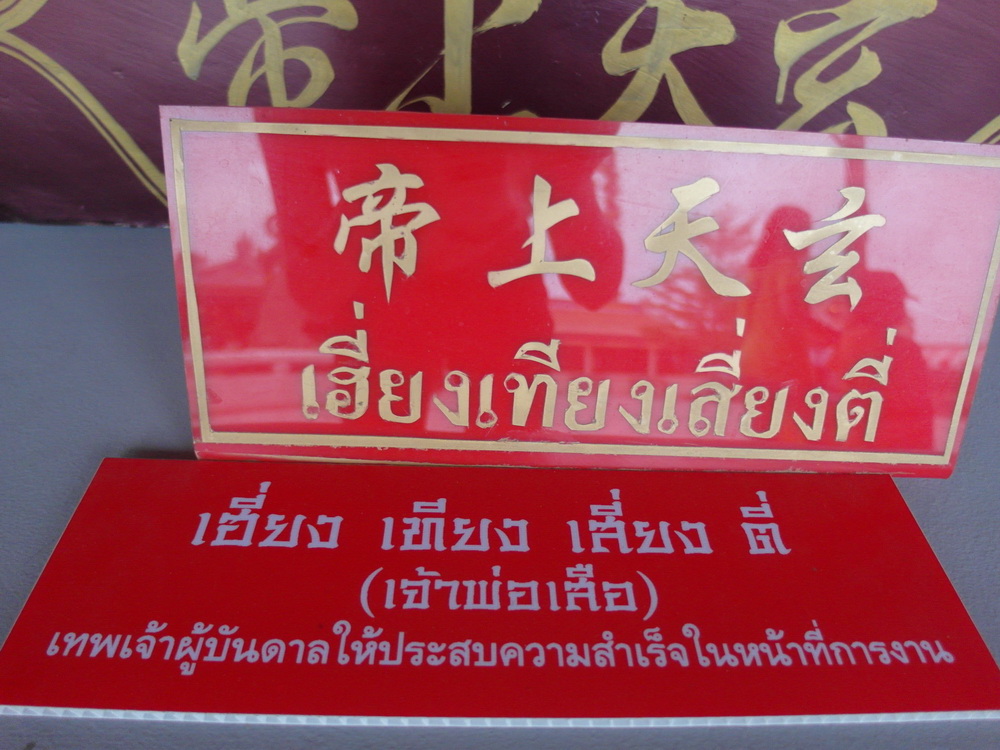 帝上天玄
帝上天玄
เฮี่ยงเทียงเสี่ยงตี่
เฮี่ยง เทียง เสี่ยง ตี่
(เจ้าพ่อเสือ)
เทพเจ้าผู้บันดาลให้ประสบความสำเร็จในหน้าที่การงาน